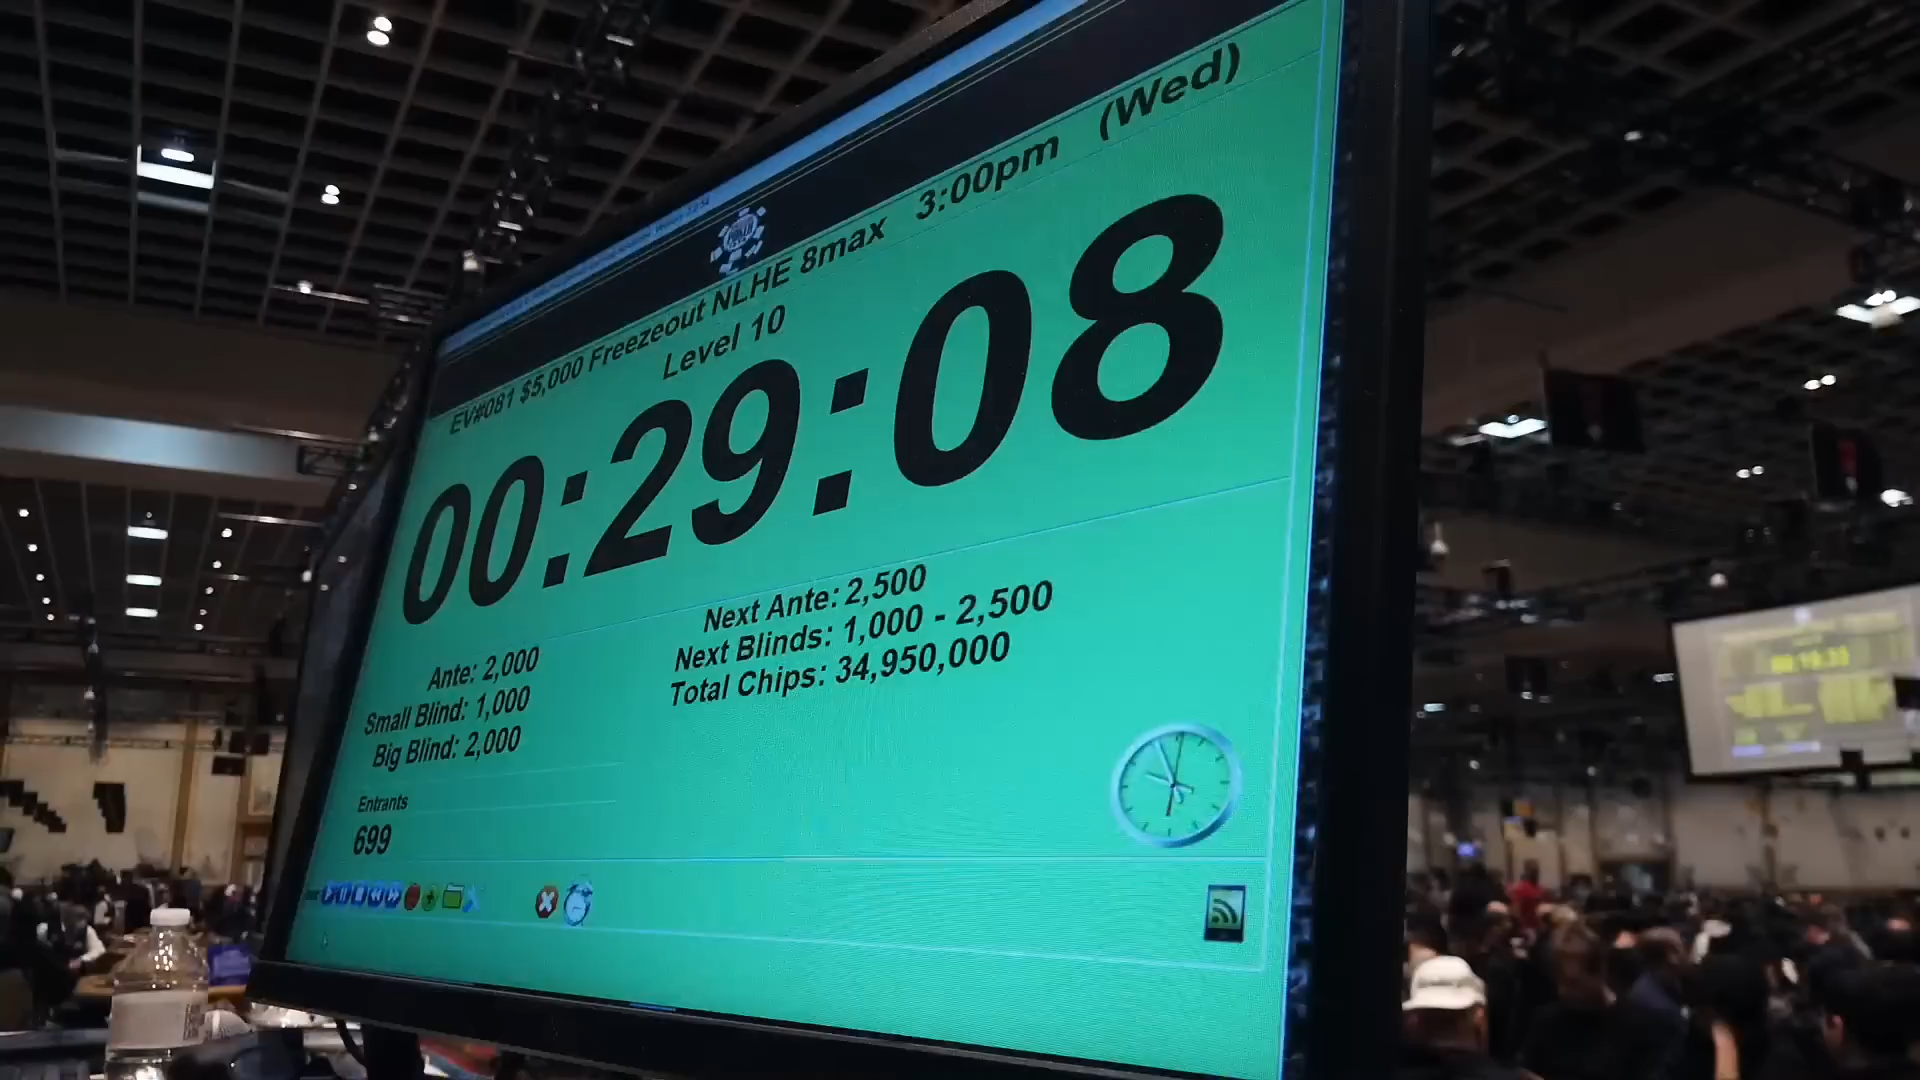 EV#081 $5,000 Freezeout NLHE 8max 3:00pm (Wed)
Level 10
00:29:08
Next Ante: 2,500
Next Blinds: 1,000 - 2,500
Total Chips: 34,950,000
Ante: 2,000
Small Blind: 1,000
Big Blind: 2,000
Entrants
699